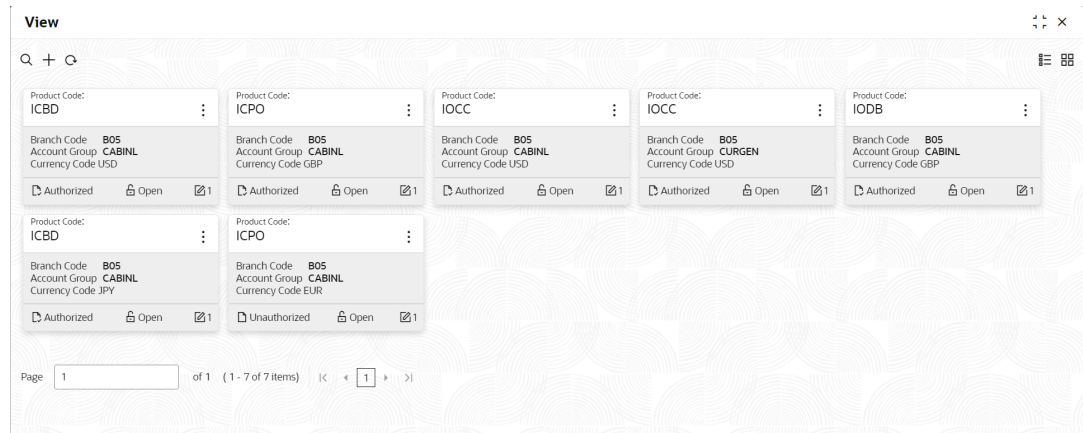 View
Product Code:
ICBD
Branch Code B05
Account Group CABINL
Currency Code USD
Authorized Open 1
Product Code:
ICPO
Branch Code B05
Account Group CABINL
Currency Code GBP
Authorized Open 1
Product Code:
IOCC
Branch Code B05
Account Group CABINL
Currency Code USD
Authorized Open 1
Product Code:
IOCC
Branch Code B05
Account Group CURGEN
Currency Code USD
Authorized Open 1
Product Code:
IODB
Branch Code B05
Account Group CABINL
Currency Code GBP
Authorized Open 1
Product Code:
ICBD
Branch Code B05
Account Group CABINL
Currency Code JPY
Authorized Open 1
Product Code:
ICPO
Branch Code B05
Account Group CABINL
Currency Code EUR
Unauthorized Open 1
Page 1 of 1 ( 1 - 7 of 7 items) 1